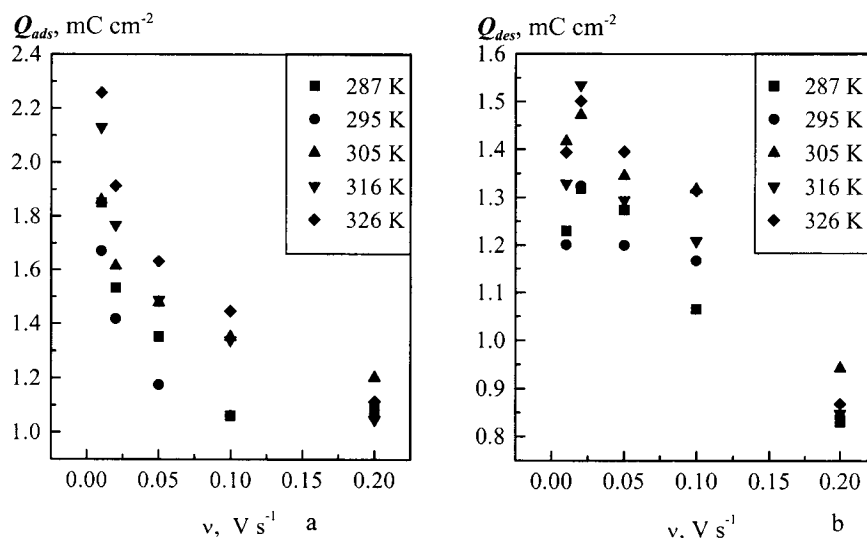 Q_ads, mC cm⁻²
2.4
2.2
2.0
1.8
1.6
1.4
1.2
1.0
0.00 0.05 0.10 0.15 0.20
ν, V s⁻¹ a
287 K
295 K
305 K
316 K
326 K
Q_des, mC cm⁻²
1.6
1.5
1.4
1.3
1.2
1.1
1.0
0.9
0.8
0.00 0.05 0.10 0.15 0.20
ν, V s⁻¹ b
287 K
295 K
305 K
316 K
326 K